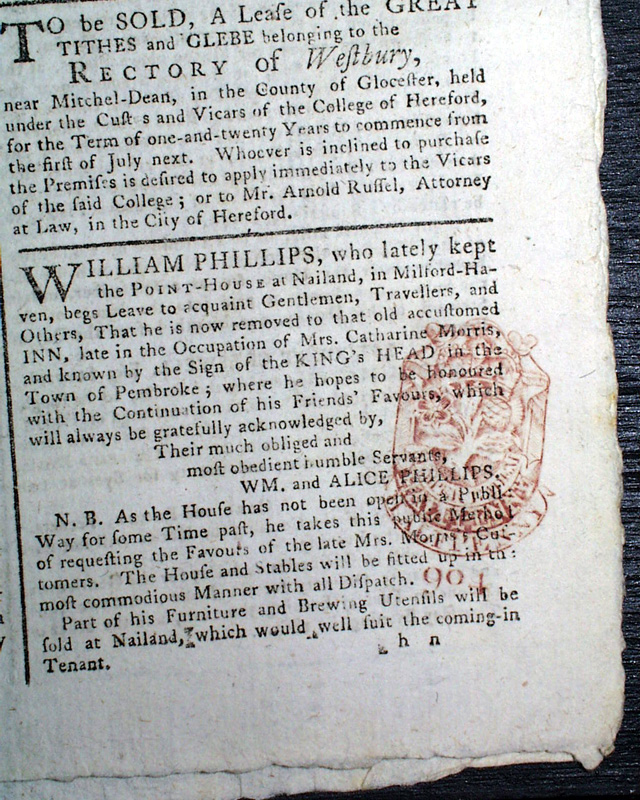 TO be SOLD, A Leaſe of the GREAT
TITHES and GLEBE belonging to the
RECTORY of Weſtbury,
near Mitchel-Dean, in the County of Gloceſter, held
under the Cuſt s and Vicars of the College of Hereford,
for the Term of one-and-twenty Years to commence from
the firſt of July next. Whoever is inclined to purchaſe
the Premiſes is deſired to apply immediately to the Vicars
of the ſaid College; or to Mr. Arnold Ruſſel, Attorney
at Law, in the City of Hereford.
WILLIAM PHILLIPS, who lately kept
the POINT-HOUSE at Nailand, in Milford-Ha-
ven, begs Leave to acquaint Gentlemen, Travellers, and
Others, That he is now removed to that old accuſtomed
INN, late in the Occupation of Mrs. Catharine Morris,
and known by the Sign of the KING's HEAD in the
Town of Pembroke; where he hopes to be honoured
with the Continuation of his Friends' Favours, which
will always be gratefully acknowledged by,
Their much obliged and
moſt obedient humble Servants,
WM. and ALICE PHILLIPS.
N. B. As the Houſe has not been open in a Publi-
Way for ſome Time paſt, he takes this public Method
of requeſting the Favours of the late Mrs. Morris's Cuſ-
tomers. The Houſe and Stables will be fitted up in th:
moſt commodious Manner with all Diſpatch.
Part of his Furniture and Brewing Utenſils will be
ſold at Nailand, which would well ſuit the coming-in
Tenant. h n